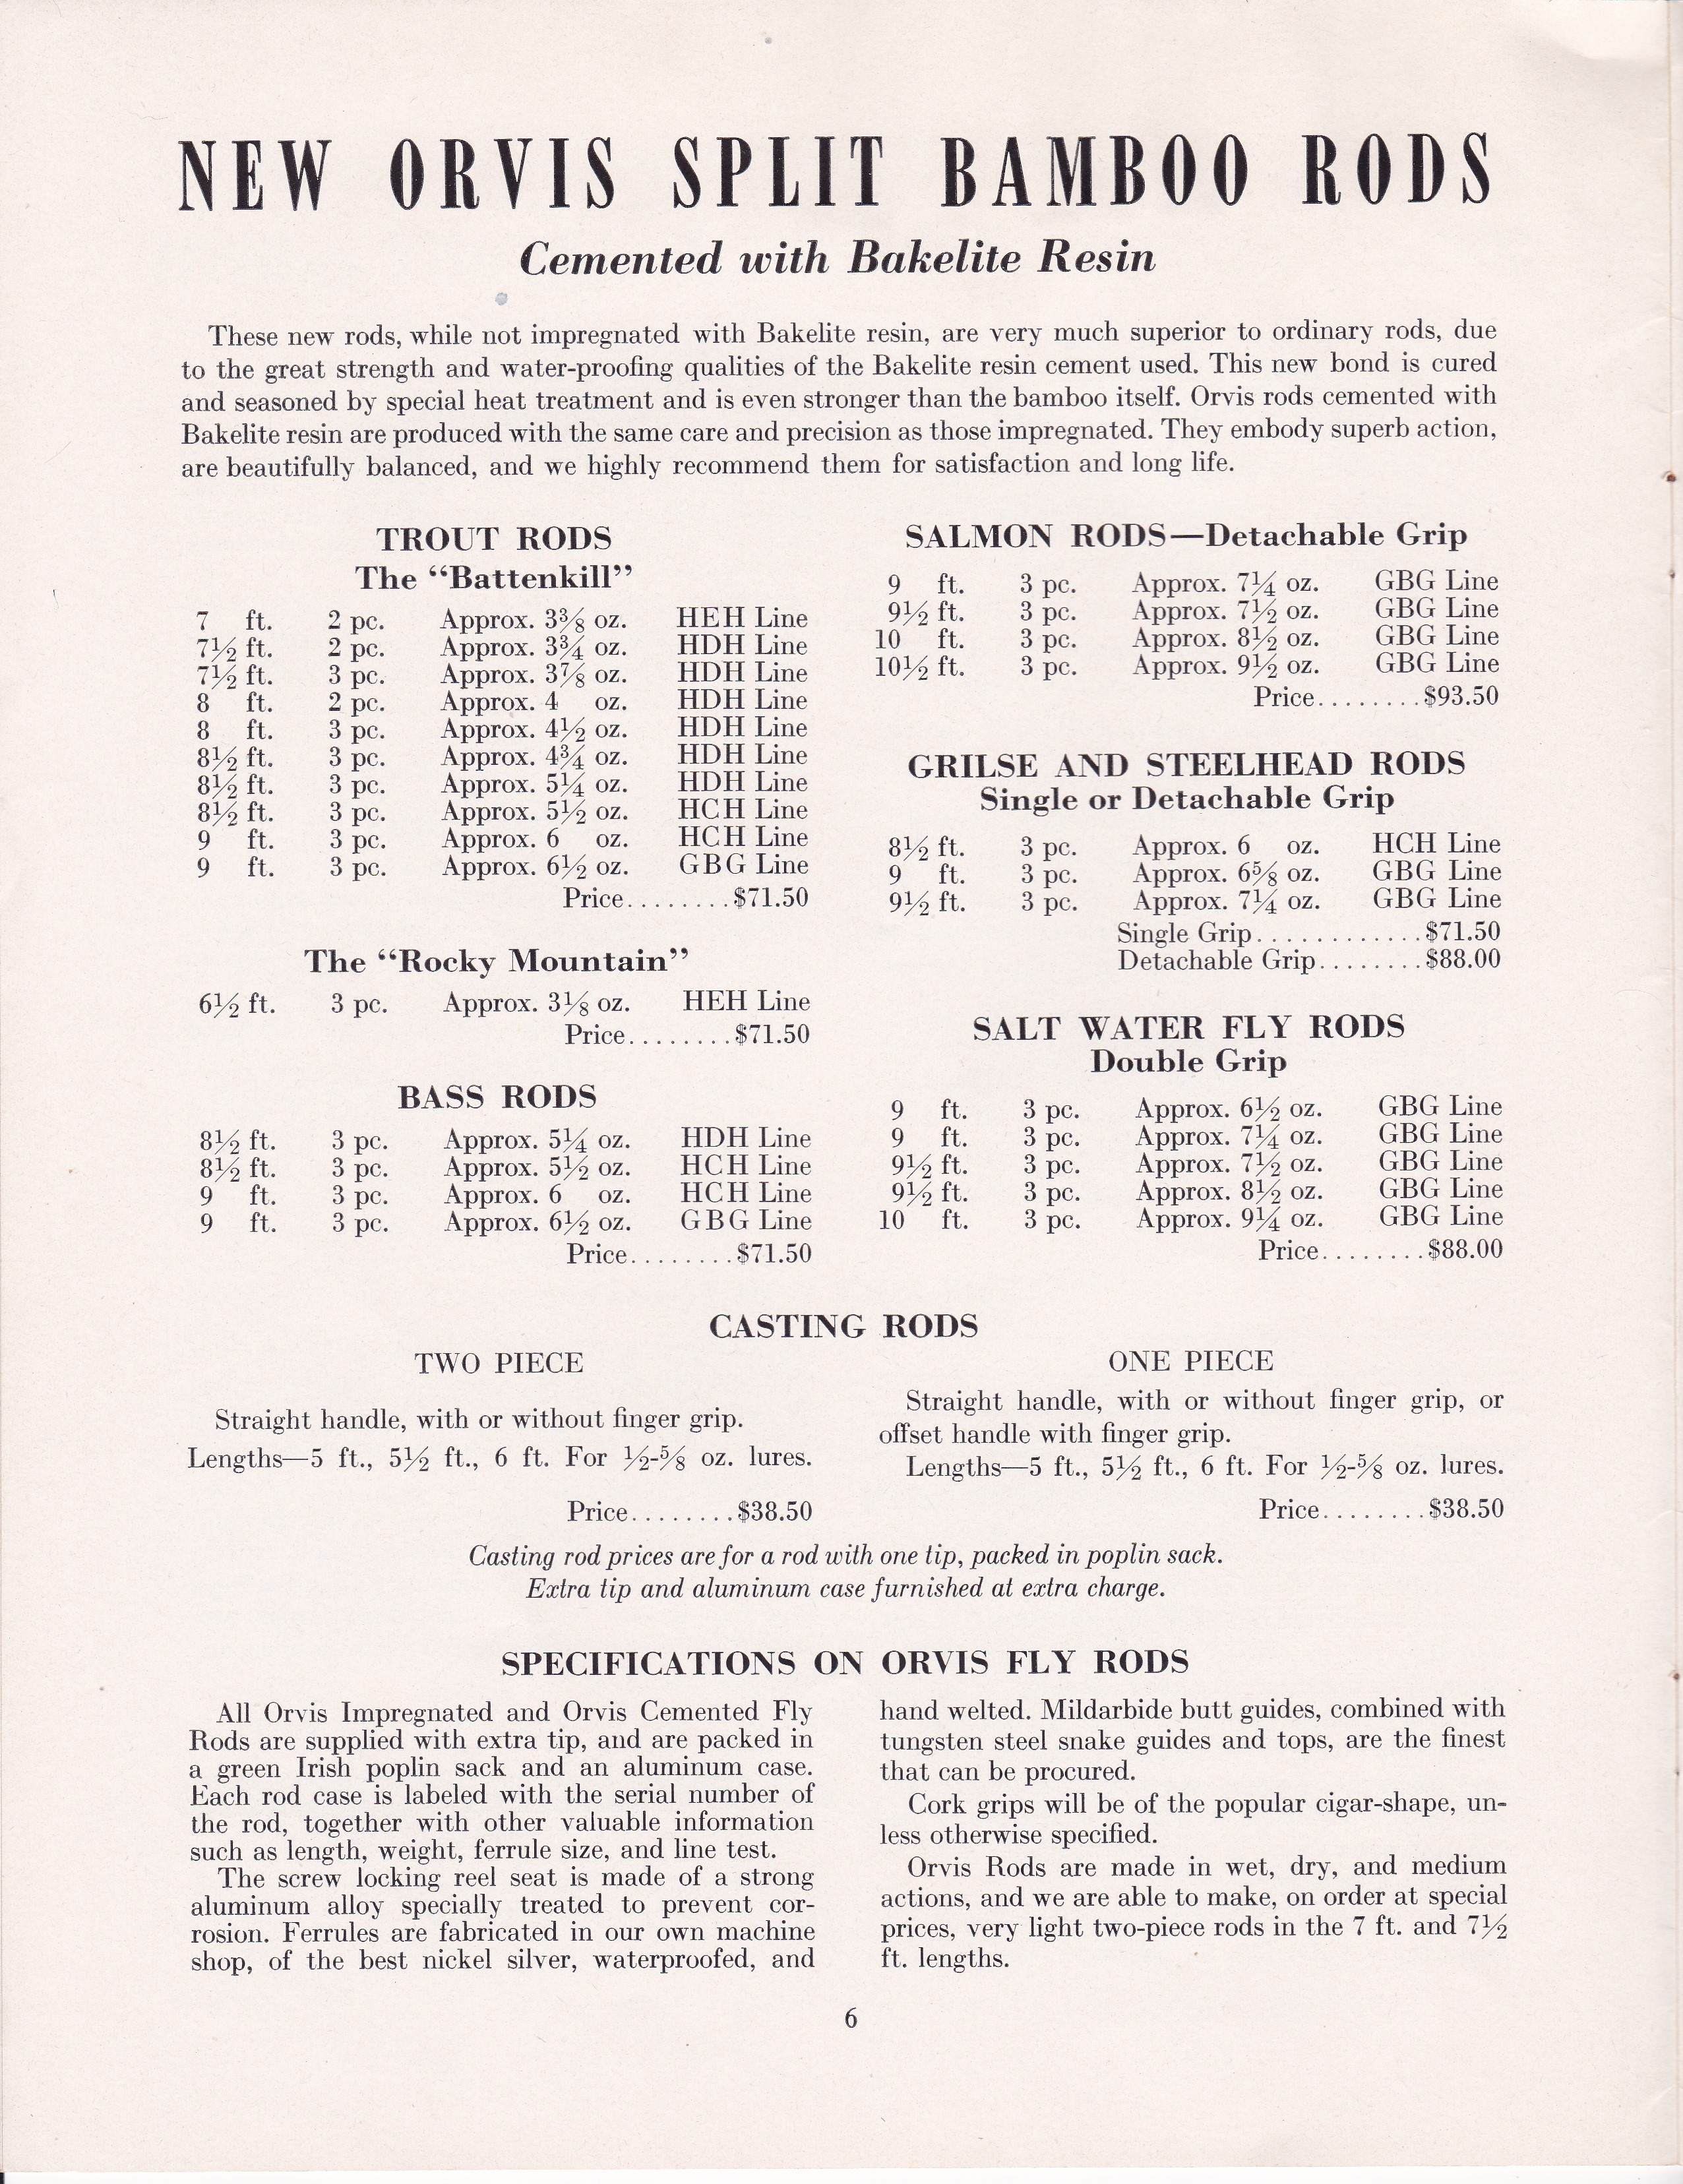 NEW ORVIS SPLIT BAMBOO RODS
Cemented with Bakelite Resin
These new rods, while not impregnated with Bakelite resin, are very much superior to ordinary rods, due
to the great strength and water-proofing qualities of the Bakelite resin cement used. This new bond is cured
and seasoned by special heat treatment and is even stronger than the bamboo itself. Orvis rods cemented with
Bakelite resin are produced with the same care and precision as those impregnated. They embody superb action,
are beautifully balanced, and we highly recommend them for satisfaction and long life.
TROUT RODS
The “Battenkill”
7 ft. 2 pc. Approx. 3⅜ oz. HEH Line
7½ ft. 2 pc. Approx. 3¾ oz. HDH Line
7½ ft. 3 pc. Approx. 3⅞ oz. HDH Line
8 ft. 2 pc. Approx. 4 oz. HDH Line
8 ft. 3 pc. Approx. 4½ oz. HDH Line
8½ ft. 3 pc. Approx. 4¾ oz. HDH Line
8½ ft. 3 pc. Approx. 5¼ oz. HDH Line
8½ ft. 3 pc. Approx. 5½ oz. HCH Line
9 ft. 3 pc. Approx. 6 oz. HCH Line
9 ft. 3 pc. Approx. 6½ oz. GBG Line
Price........$71.50
The “Rocky Mountain”
6½ ft. 3 pc. Approx. 3⅛ oz. HEH Line
Price........$71.50
BASS RODS
8½ ft. 3 pc. Approx. 5¼ oz. HDH Line
8½ ft. 3 pc. Approx. 5½ oz. HCH Line
9 ft. 3 pc. Approx. 6 oz. HCH Line
9 ft. 3 pc. Approx. 6½ oz. GBG Line
Price........$71.50
SALMON RODS—Detachable Grip
9 ft. 3 pc. Approx. 7¼ oz. GBG Line
9½ ft. 3 pc. Approx. 7½ oz. GBG Line
10 ft. 3 pc. Approx. 8½ oz. GBG Line
10½ ft. 3 pc. Approx. 9½ oz. GBG Line
Price........$93.50
GRILSE AND STEELHEAD RODS
Single or Detachable Grip
8½ ft. 3 pc. Approx. 6 oz. HCH Line
9 ft. 3 pc. Approx. 6⅝ oz. GBG Line
9½ ft. 3 pc. Approx. 7¼ oz. GBG Line
Single Grip.............$71.50
Detachable Grip........$88.00
SALT WATER FLY RODS
Double Grip
9 ft. 3 pc. Approx. 6½ oz. GBG Line
9 ft. 3 pc. Approx. 7¼ oz. GBG Line
9½ ft. 3 pc. Approx. 7½ oz. GBG Line
9½ ft. 3 pc. Approx. 8½ oz. GBG Line
10 ft. 3 pc. Approx. 9¼ oz. GBG Line
Price........$88.00
CASTING RODS
TWO PIECE
Straight handle, with or without finger grip.
Lengths—5 ft., 5½ ft., 6 ft. For ½-⅝ oz. lures.
Price........$38.50
ONE PIECE
Straight handle, with or without finger grip, or
offset handle with finger grip.
Lengths—5 ft., 5½ ft., 6 ft. For ½-⅝ oz. lures.
Price........$38.50
Casting rod prices are for a rod with one tip, packed in poplin sack.
Extra tip and aluminum case furnished at extra charge.
SPECIFICATIONS ON ORVIS FLY RODS
All Orvis Impregnated and Orvis Cemented Fly
Rods are supplied with extra tip, and are packed in
a green Irish poplin sack and an aluminum case.
Each rod case is labeled with the serial number of
the rod, together with other valuable information
such as length, weight, ferrule size, and line test.
The screw locking reel seat is made of a strong
aluminum alloy specially treated to prevent cor-
rosion. Ferrules are fabricated in our own machine
shop, of the best nickel silver, waterproofed, and
hand welted. Mildarbide butt guides, combined with
tungsten steel snake guides and tops, are the finest
that can be procured.
Cork grips will be of the popular cigar-shape, un-
less otherwise specified.
Orvis Rods are made in wet, dry, and medium
actions, and we are able to make, on order at special
prices, very light two-piece rods in the 7 ft. and 7½
ft. lengths.
6